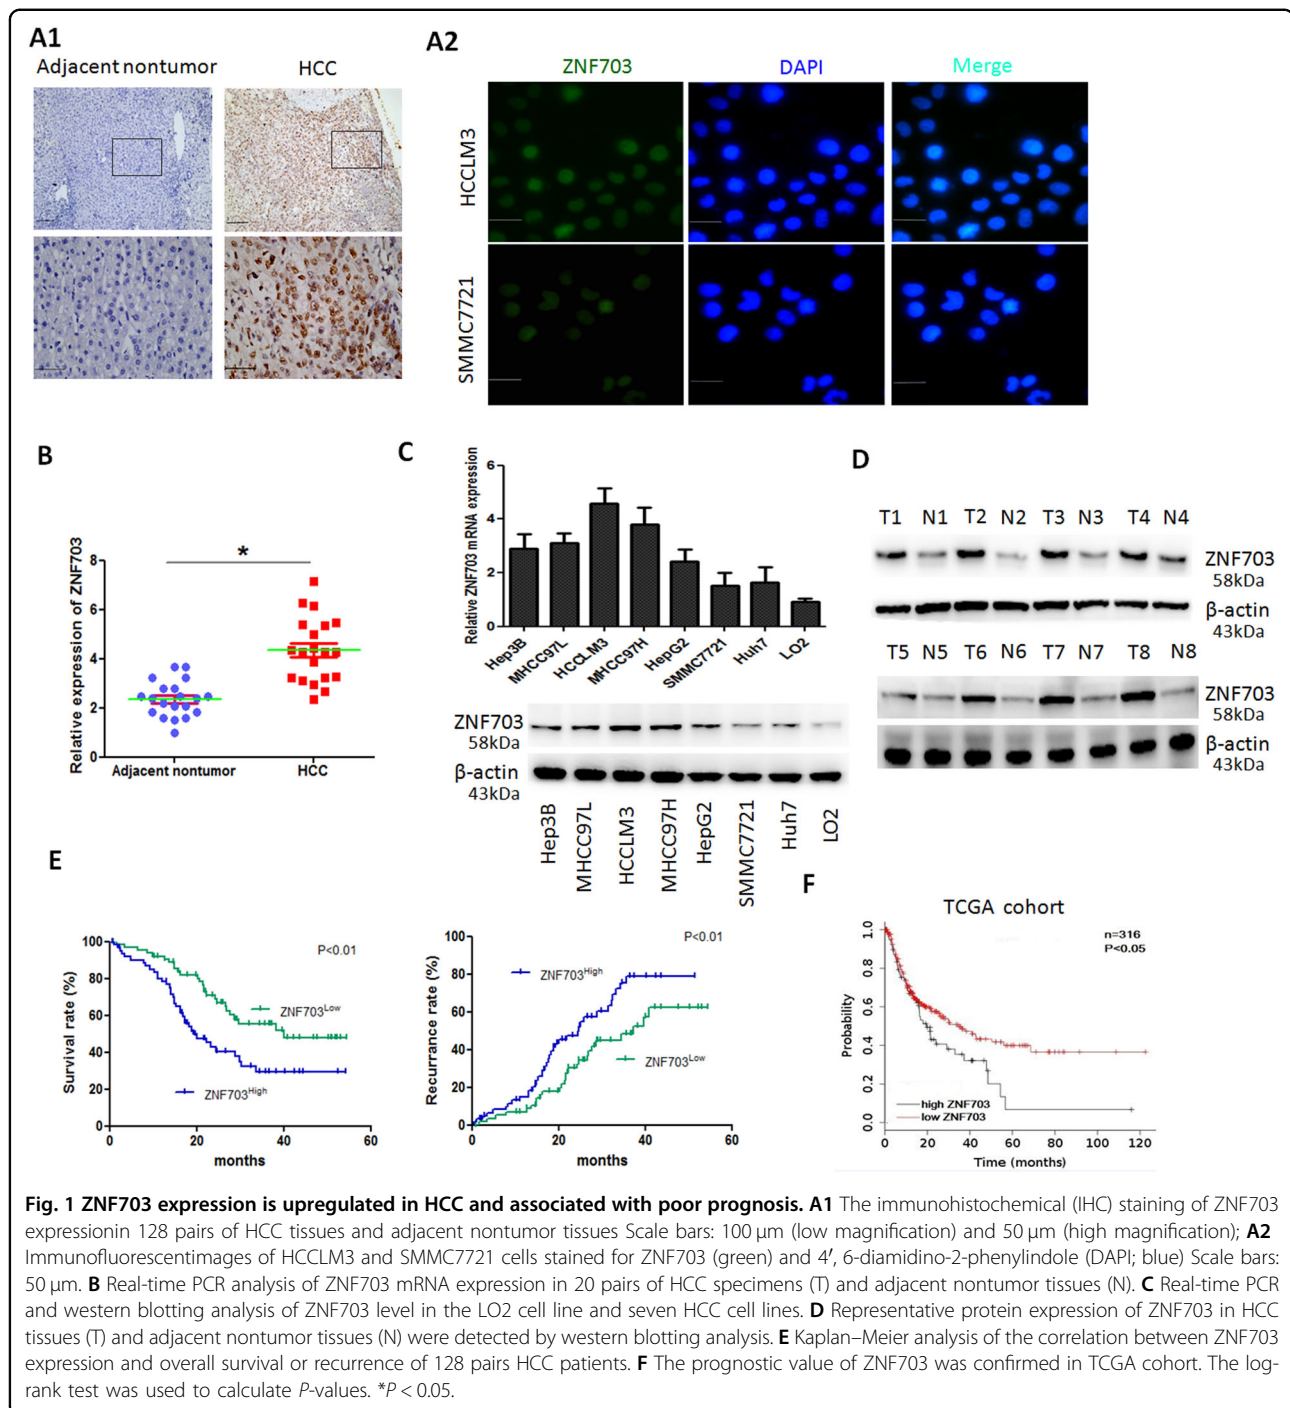 A1
Adjacent nontumor HCC
A2
ZNF703 DAPI Merge
HCCLM3
SMMC7721
B
Relative expression of ZNF703
8
6
4
2
0
*
Adjacent nontumor HCC
C
Relative ZNF703 mRNA expression
6
4
2
0
Hep3B MHCC97L HCCLM3 MHCC97H HepG2 SMMC7721 Huh7 LO2
ZNF703
58kDa
β-actin
43kDa
Hep3B MHCC97L HCCLM3 MHCC97H HepG2 SMMC7721 Huh7 LO2
D
T1 N1 T2 N2 T3 N3 T4 N4
ZNF703
58kDa
β-actin
43kDa
T5 N5 T6 N6 T7 N7 T8 N8
ZNF703
58kDa
β-actin
43kDa
E
Survival rate (%)
100
80
60
40
20
0
P<0.01
ZNF703Low
ZNF703High
0 20 40 60
months
Recurrance rate (%)
100
80
60
40
20
0
P<0.01
ZNF703High
ZNF703Low
0 20 40 60
months
F
TCGA cohort
n=316
P<0.05
Probability
1.0
0.8
0.6
0.4
0.2
0.0
high ZNF703
low ZNF703
0 20 40 60 80 100 120
Time (months)
Fig. 1 ZNF703 expression is upregulated in HCC and associated with poor prognosis. A1 The immunohistochemical (IHC) staining of ZNF703
expressionin 128 pairs of HCC tissues and adjacent nontumor tissues Scale bars: 100 μm (low magnification) and 50 μm (high magnification); A2
Immunofluorescentimages of HCCLM3 and SMMC7721 cells stained for ZNF703 (green) and 4′, 6-diamidino-2-phenylindole (DAPI; blue) Scale bars:
50 μm. B Real-time PCR analysis of ZNF703 mRNA expression in 20 pairs of HCC specimens (T) and adjacent nontumor tissues (N). C Real-time PCR
and western blotting analysis of ZNF703 level in the LO2 cell line and seven HCC cell lines. D Representative protein expression of ZNF703 in HCC
tissues (T) and adjacent nontumor tissues (N) were detected by western blotting analysis. E Kaplan–Meier analysis of the correlation between ZNF703
expression and overall survival or recurrence of 128 pairs HCC patients. F The prognostic value of ZNF703 was confirmed in TCGA cohort. The log-
rank test was used to calculate P-values. *P < 0.05.